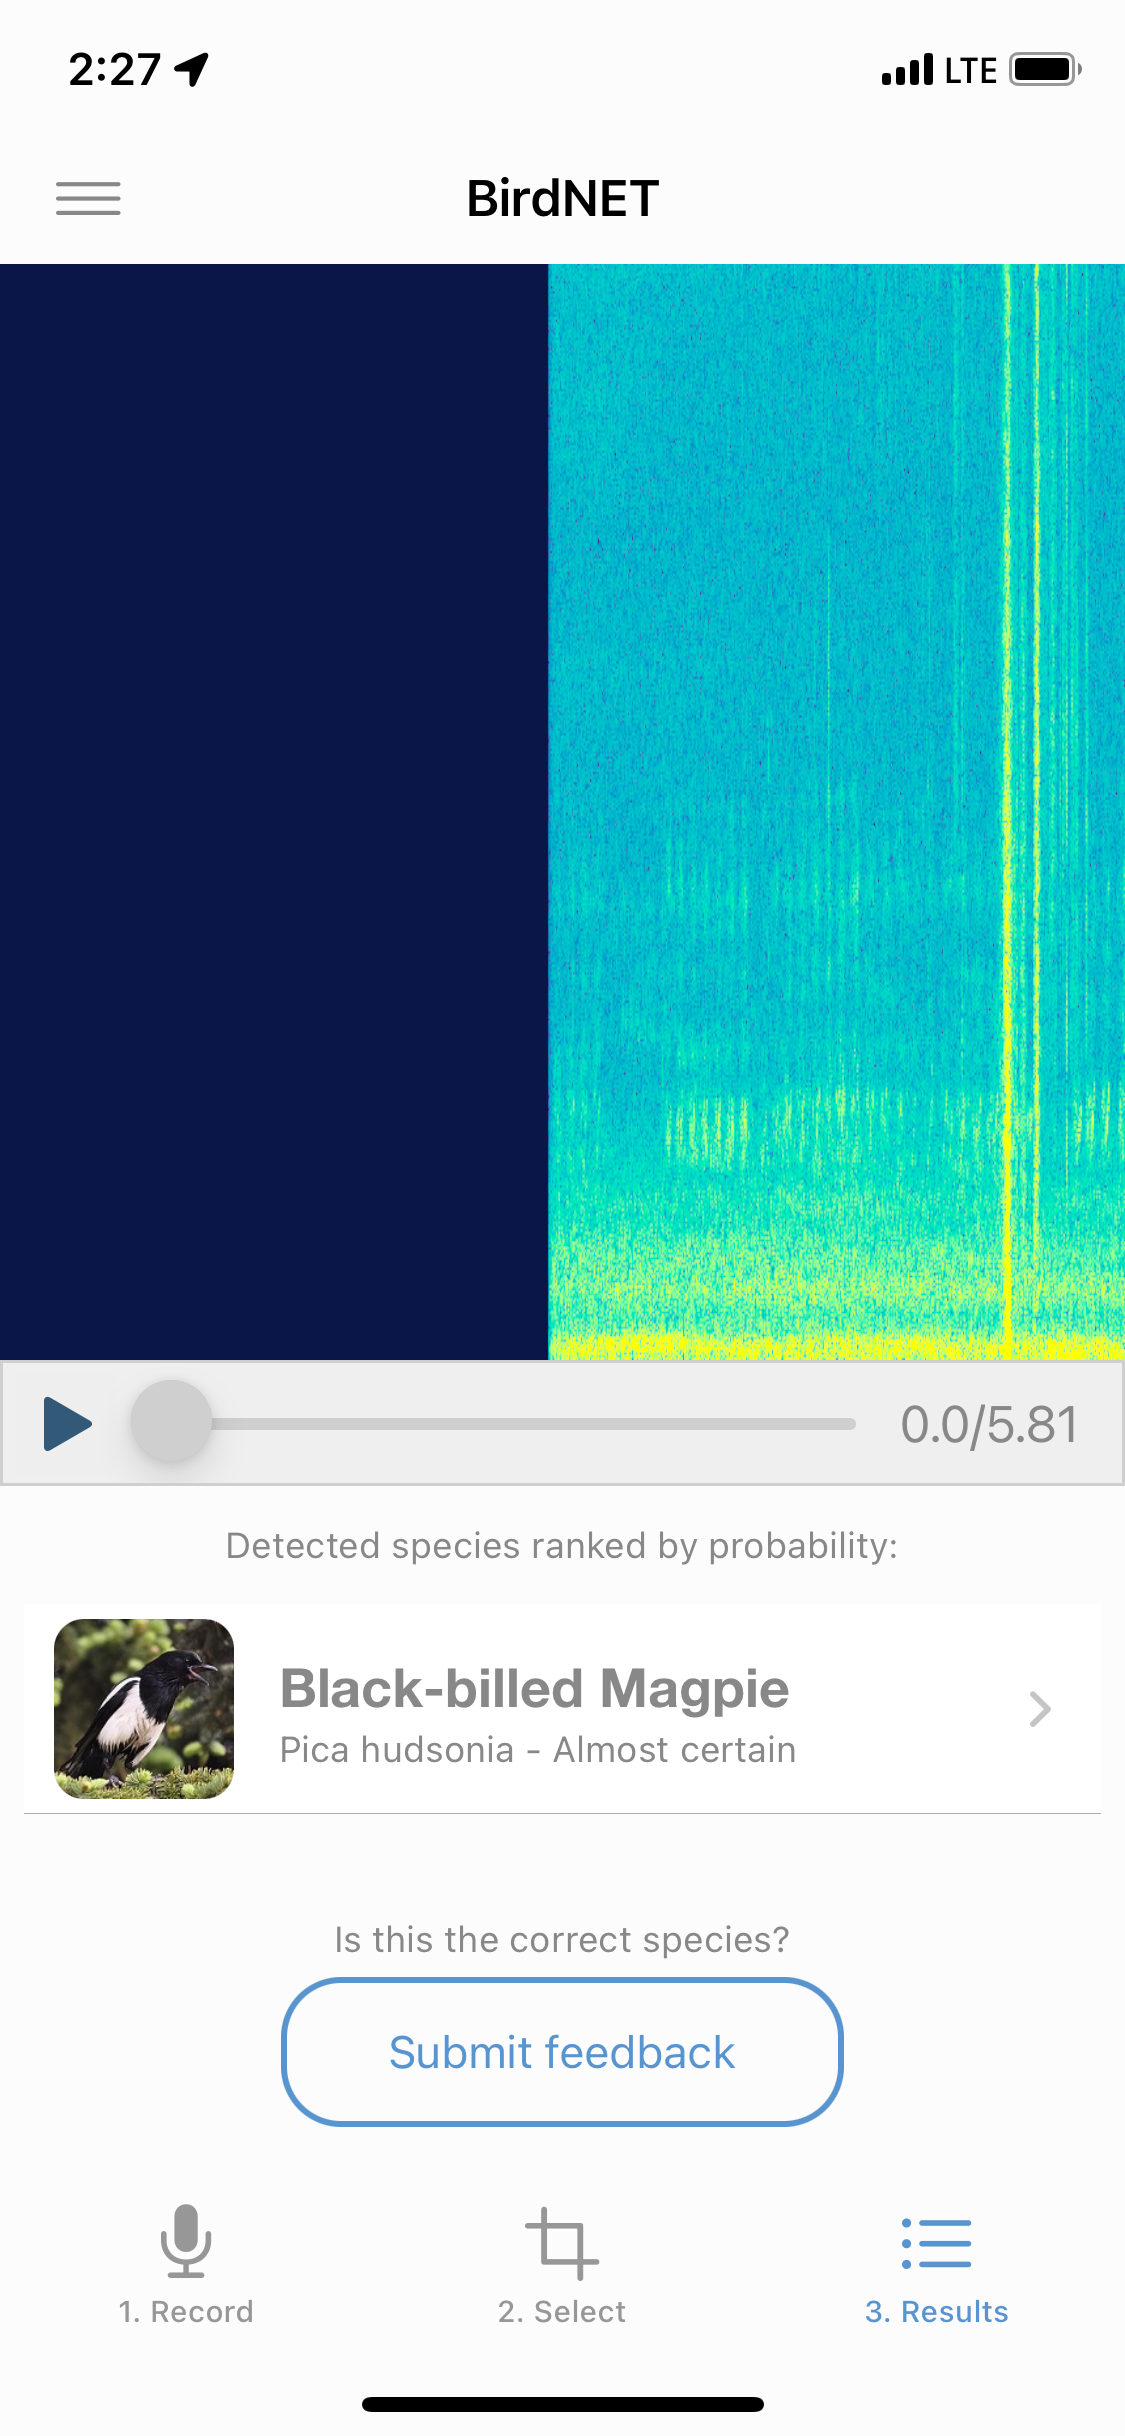 2:27 LTE
BirdNET
0.0/5.81
Detected species ranked by probability:
Black-billed Magpie
Pica hudsonia - Almost certain
Is this the correct species?
Submit feedback
1. Record 2. Select 3. Results